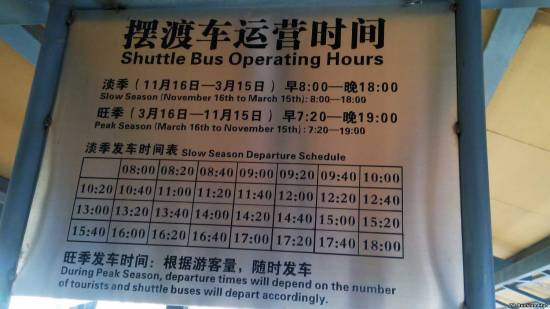 摆渡车运营时间
Shuttle Bus Operating Hours
淡季（11月16日—3月15日）早8:00—晚18:00
Slow Season (November 16th to March 15th): 8:00--18:00
旺季（3月16日—11月15日）早7:20—晚19:00
Peak Season (March 16th to November 15th): 7:20--19:00
淡季发车时间表 Slow Season Departure Schedule
08:00 08:20 08:40 09:00 09:20 09:40 10:00
10:20 10:40 11:00 11:20 11:40 12:00 12:20 12:40
13:00 13:20 13:40 14:00 14:20 14:40 15:00 15:20
15:40 16:00 16:20 16:40 17:00 17:20 17:40 18:00
旺季发车时间：根据游客量，随时发车
During Peak Season, departure times will depend on the number
of tourists and shuttle buses will depart accordingly.